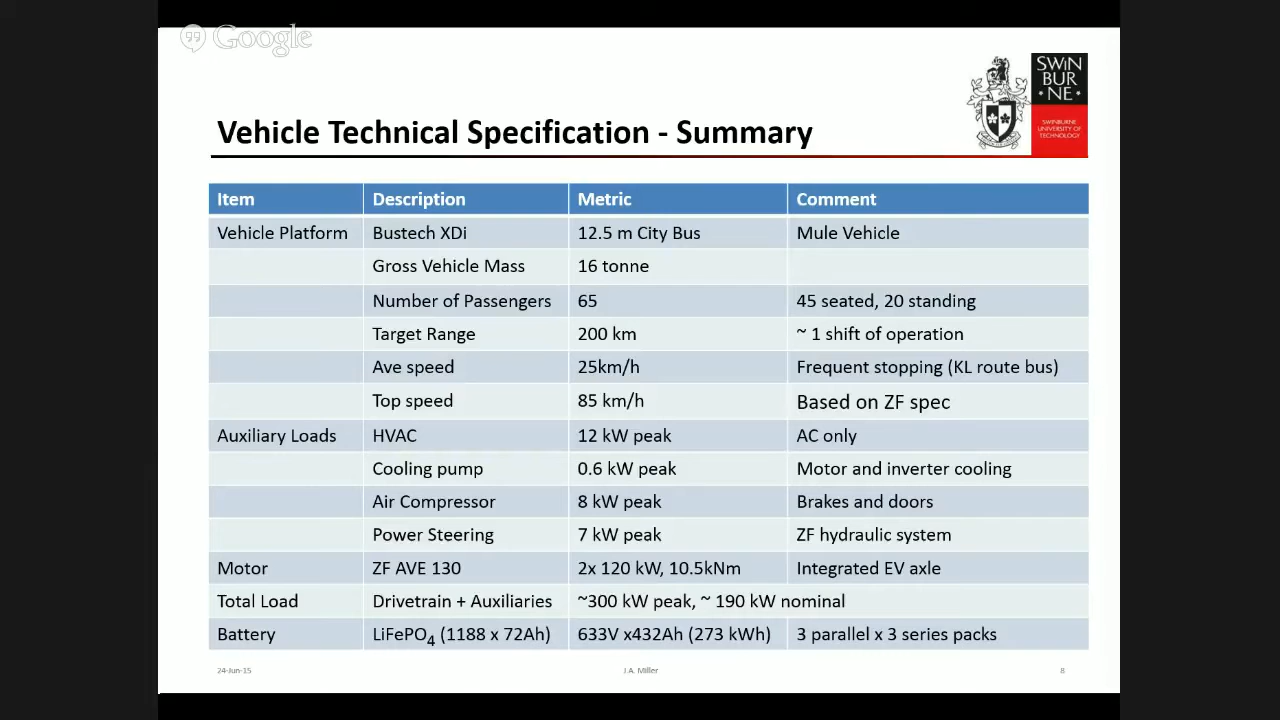 Google
SWIN
BUR
• NE •
SWINBURNE
UNIVERSITY OF
TECHNOLOGY
Vehicle Technical Specification - Summary
Item Description Metric Comment
Vehicle Platform Bustech XDi 12.5 m City Bus Mule Vehicle
Gross Vehicle Mass 16 tonne
Number of Passengers 65 45 seated, 20 standing
Target Range 200 km ~ 1 shift of operation
Ave speed 25km/h Frequent stopping (KL route bus)
Top speed 85 km/h Based on ZF spec
Auxiliary Loads HVAC 12 kW peak AC only
Cooling pump 0.6 kW peak Motor and inverter cooling
Air Compressor 8 kW peak Brakes and doors
Power Steering 7 kW peak ZF hydraulic system
Motor ZF AVE 130 2x 120 kW, 10.5kNm Integrated EV axle
Total Load Drivetrain + Auxiliaries ~300 kW peak, ~ 190 kW nominal
Battery LiFePO4 (1188 x 72Ah) 633V x432Ah (273 kWh) 3 parallel x 3 series packs
24-Jun-15 J.A. Miller 8